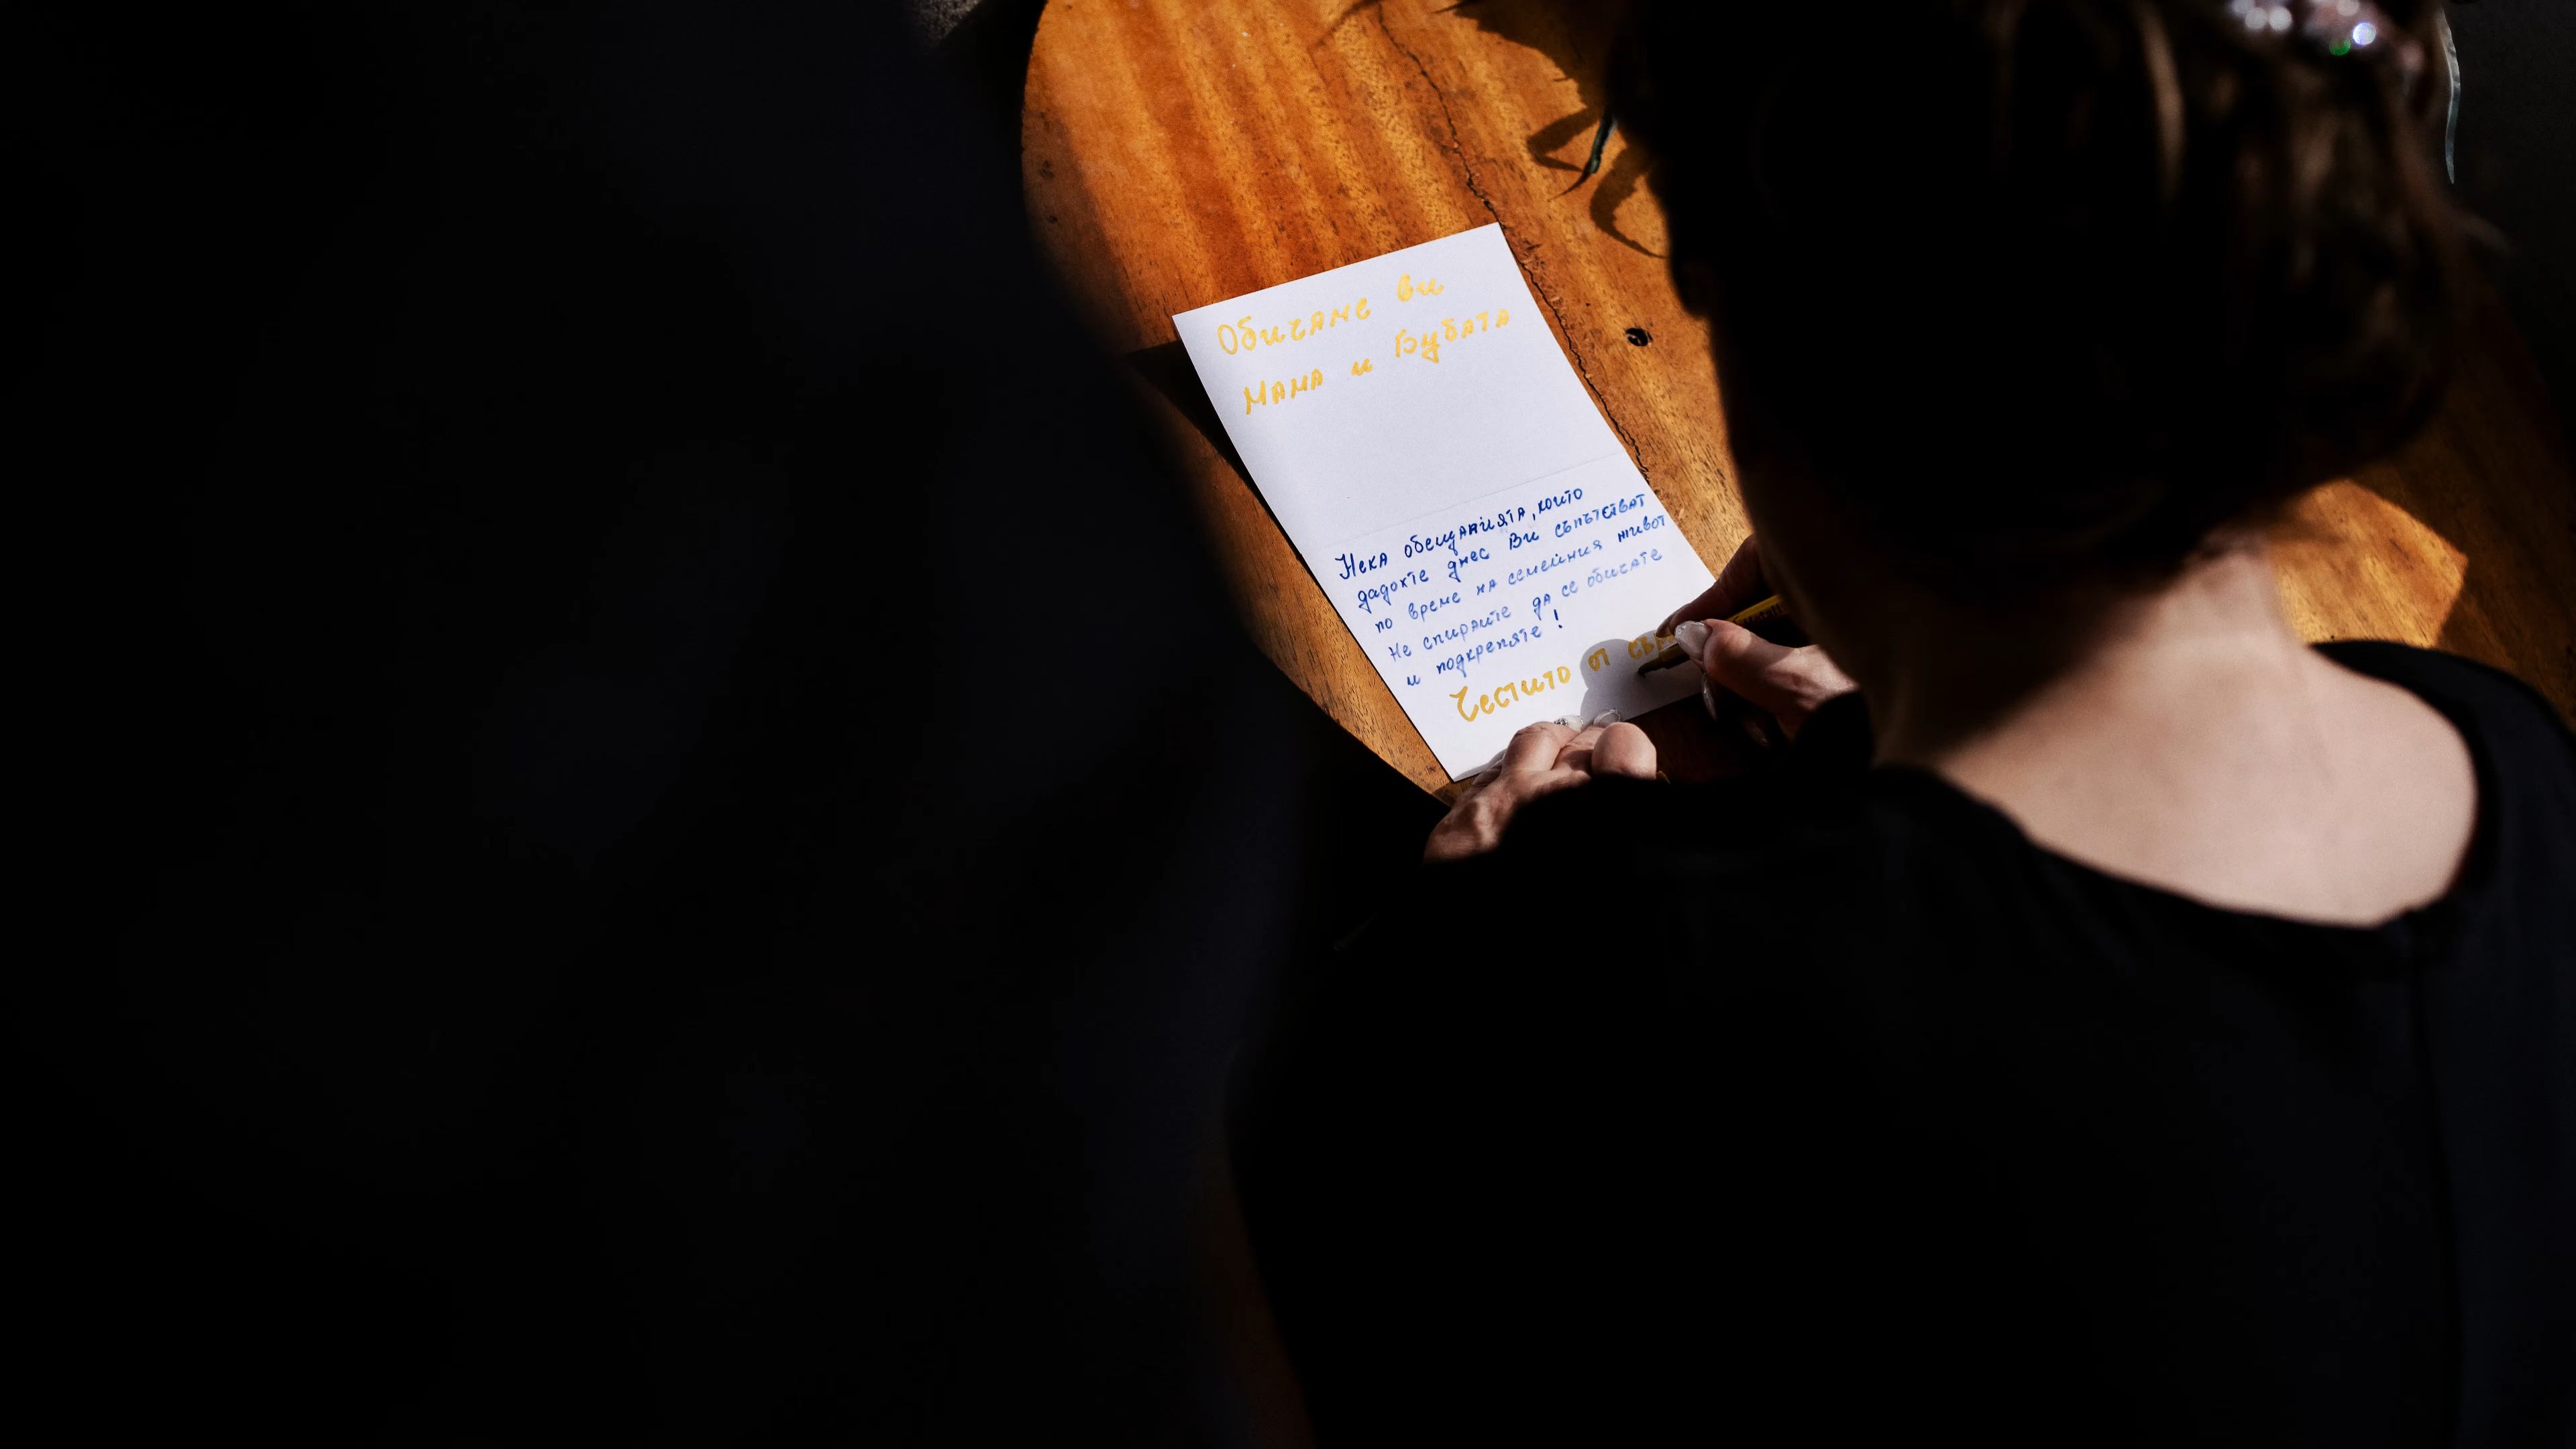 Обичаме ви
Мама и Бубата
Нека обещанията, които
дадохте днес Ви съпътстват
по време на семейния живот
Не спирайте да се обичате
и подкрепяте!
Честито от